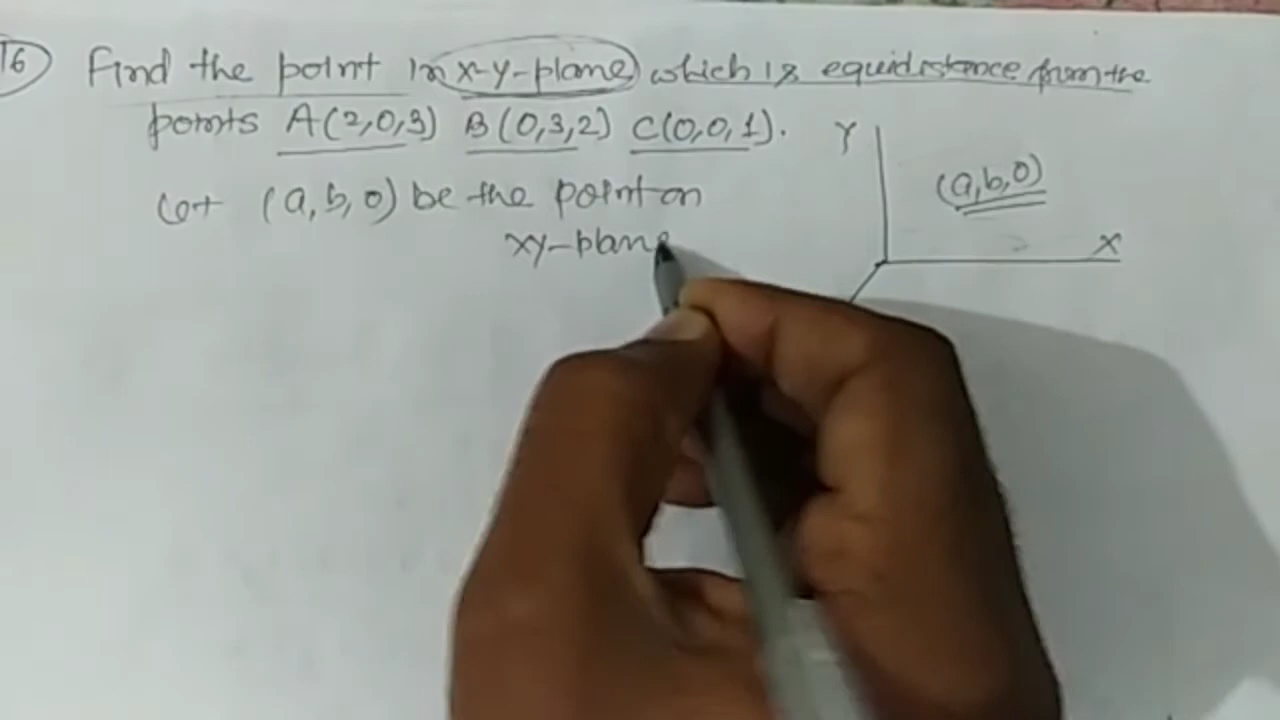 16 Find the point in x-y-plane which is equidistance from the
points A(2,0,3) B(0,3,2) C(0,0,1).
Y
(a,b,0)
Let (a,b,0) be the point on
xy-plane
X